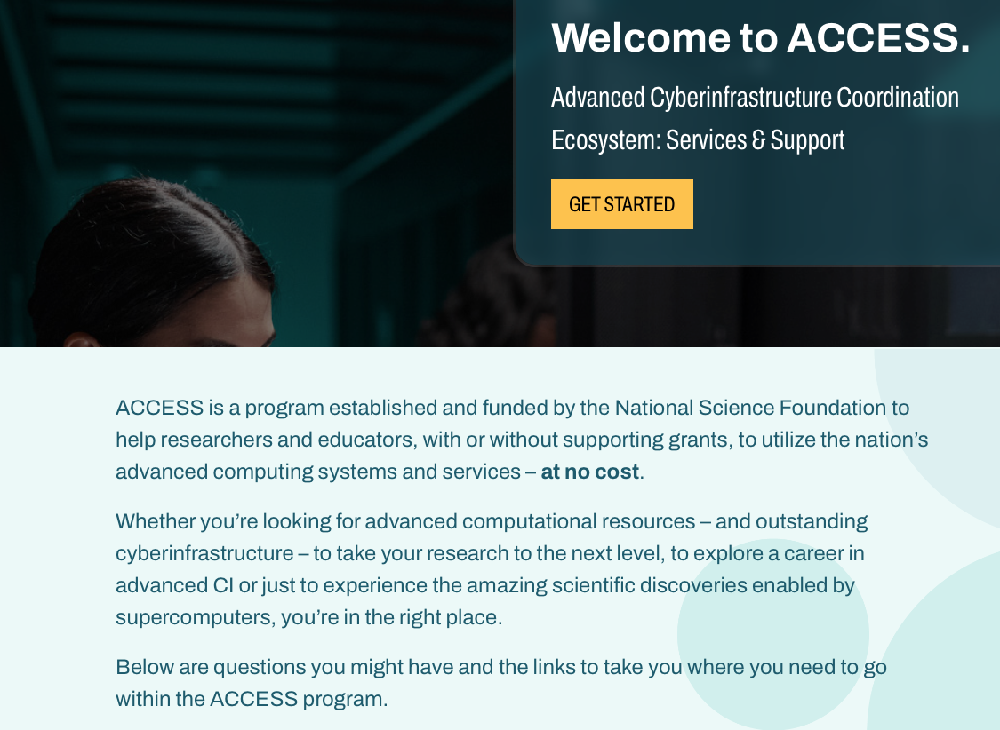 Welcome to ACCESS.
Advanced Cyberinfrastructure Coordination
Ecosystem: Services & Support
GET STARTED
ACCESS is a program established and funded by the National Science Foundation to
help researchers and educators, with or without supporting grants, to utilize the nation’s
advanced computing systems and services – at no cost.
Whether you’re looking for advanced computational resources – and outstanding
cyberinfrastructure – to take your research to the next level, to explore a career in
advanced CI or just to experience the amazing scientific discoveries enabled by
supercomputers, you’re in the right place.
Below are questions you might have and the links to take you where you need to go
within the ACCESS program.